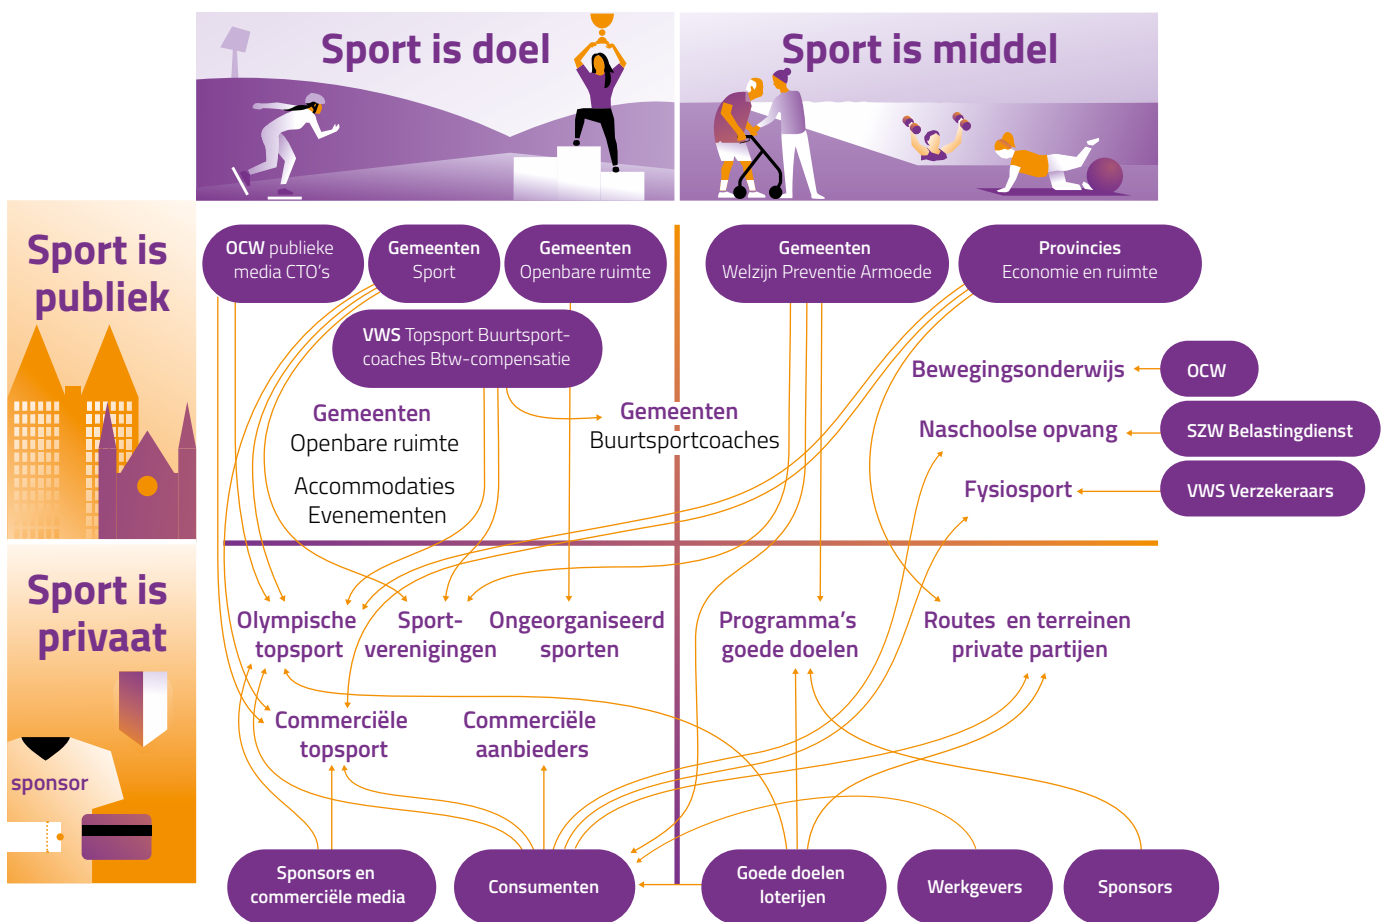 Sport is doel
Sport is middel
Sport is
publiek
OCW publieke
media CTO's
Gemeenten
Sport
Gemeenten
Openbare ruimte
Gemeenten
Welzijn Preventie Armoede
Provincies
Economie en ruimte
VWS Topsport Buurtsport-
coaches Btw-compensatie
Bewegingsonderwijs
OCW
Gemeenten
Openbare ruimte
Gemeenten
Buurtsportcoaches
Naschoolse opvang
SZW Belastingdienst
Accommodaties
Evenementen
Fysiosport
VWS Verzekeraars
Sport is
privaat
Olympische
topsport
Sport-
verenigingen
Ongeorganiseerd
sporten
Programma's
goede doelen
Routes en terreinen
private partijen
Commerciële
topsport
Commerciële
aanbieders
sponsor
Sponsors en
commerciële media
Consumenten
Goede doelen
loterijen
Werkgevers
Sponsors